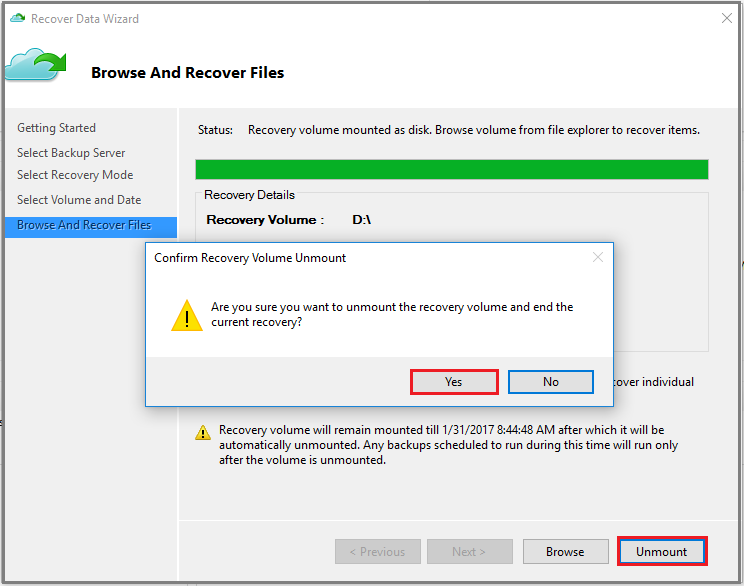 Recover Data Wizard
Browse And Recover Files
Getting Started
Select Backup Server
Select Recovery Mode
Select Volume and Date
Browse And Recover Files
Status: Recovery volume mounted as disk. Browse volume from file explorer to recover items.
Recovery Details
Recovery Volume : D:\
Confirm Recovery Volume Unmount
Are you sure you want to unmount the recovery volume and end the
current recovery?
Yes
No
individual
Recovery volume will remain mounted till 1/31/2017 8:44:48 AM after which it will be
automatically unmounted. Any backups scheduled to run during this time will run only
after the volume is unmounted.
< Previous
Next >
Browse
Unmount